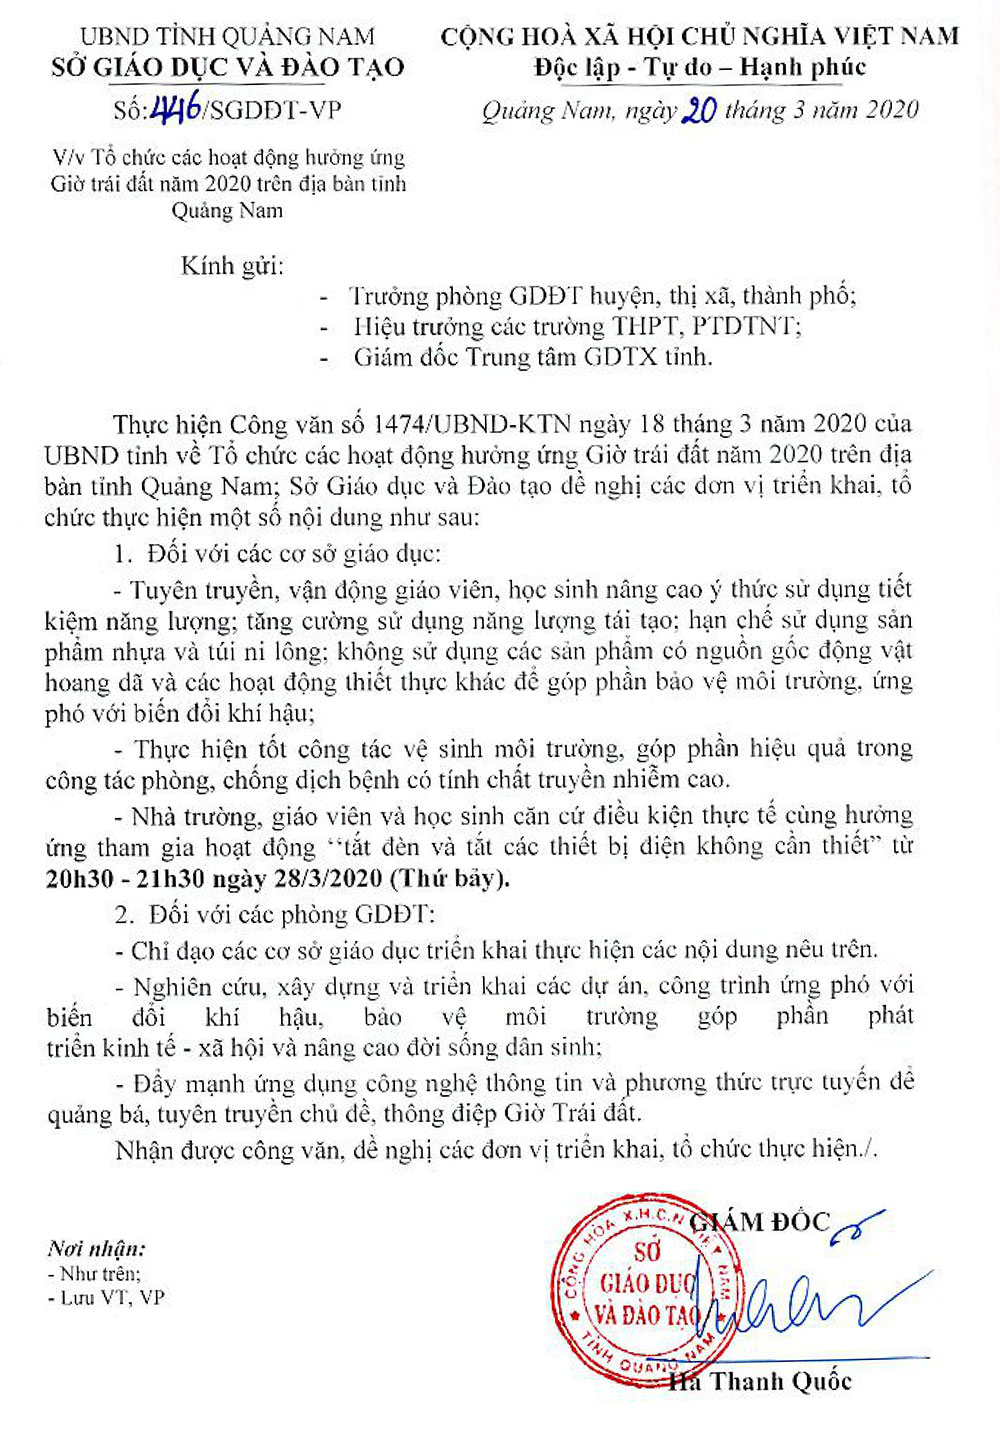 UBND TỈNH QUẢNG NAM
SỞ GIÁO DỤC VÀ ĐÀO TẠO
Số:446/SGDĐT-VP
CỘNG HOÀ XÃ HỘI CHỦ NGHĨA VIỆT NAM
Độc lập - Tự do – Hạnh phúc
Quảng Nam, ngày 20 tháng 3 năm 2020
V/v Tổ chức các hoạt động hưởng ứng
Giờ trái đất năm 2020 trên địa bàn tỉnh
Quảng Nam
Kính gửi:
- Trưởng phòng GDĐT huyện, thị xã, thành phố;
- Hiệu trưởng các trường THPT, PTDTNT;
- Giám đốc Trung tâm GDTX tỉnh.
Thực hiện Công văn số 1474/UBND-KTN ngày 18 tháng 3 năm 2020 của
UBND tỉnh về Tổ chức các hoạt động hưởng ứng Giờ trái đất năm 2020 trên địa
bàn tỉnh Quảng Nam; Sở Giáo dục và Đào tạo đề nghị các đơn vị triển khai, tổ
chức thực hiện một số nội dung như sau:
1. Đối với các cơ sở giáo dục:
- Tuyên truyền, vận động giáo viên, học sinh nâng cao ý thức sử dụng tiết
kiệm năng lượng; tăng cường sử dụng năng lượng tái tạo; hạn chế sử dụng sản
phẩm nhựa và túi ni lông; không sử dụng các sản phẩm có nguồn gốc động vật
hoang dã và các hoạt động thiết thực khác để góp phần bảo vệ môi trường, ứng
phó với biến đổi khí hậu;
- Thực hiện tốt công tác vệ sinh môi trường, góp phần hiệu quả trong
công tác phòng, chống dịch bệnh có tính chất truyền nhiễm cao.
- Nhà trường, giáo viên và học sinh căn cứ điều kiện thực tế cùng hưởng
ứng tham gia hoạt động “tắt đèn và tắt các thiết bị điện không cần thiết” từ
20h30 - 21h30 ngày 28/3/2020 (Thứ bảy).
2. Đối với các phòng GDĐT:
- Chỉ đạo các cơ sở giáo dục triển khai thực hiện các nội dung nêu trên.
- Nghiên cứu, xây dựng và triển khai các dự án, công trình ứng phó với
biến đổi khí hậu, bảo vệ môi trường góp phần phát
triển kinh tế - xã hội và nâng cao đời sống dân sinh;
- Đẩy mạnh ứng dụng công nghệ thông tin và phương thức trực tuyến để
quảng bá, tuyên truyền chủ đề, thông điệp Giờ Trái đất.
Nhận được công văn, đề nghị các đơn vị triển khai, tổ chức thực hiện./.
GIÁM ĐỐC
Nơi nhận:
- Như trên;
- Lưu VT, VP
CỘNG HÒA X.H.C.N VIỆT NAM
SỞ
GIÁO DỤC
VÀ ĐÀO TẠO
TỈNH QUẢNG NAM
Hà Thanh Quốc